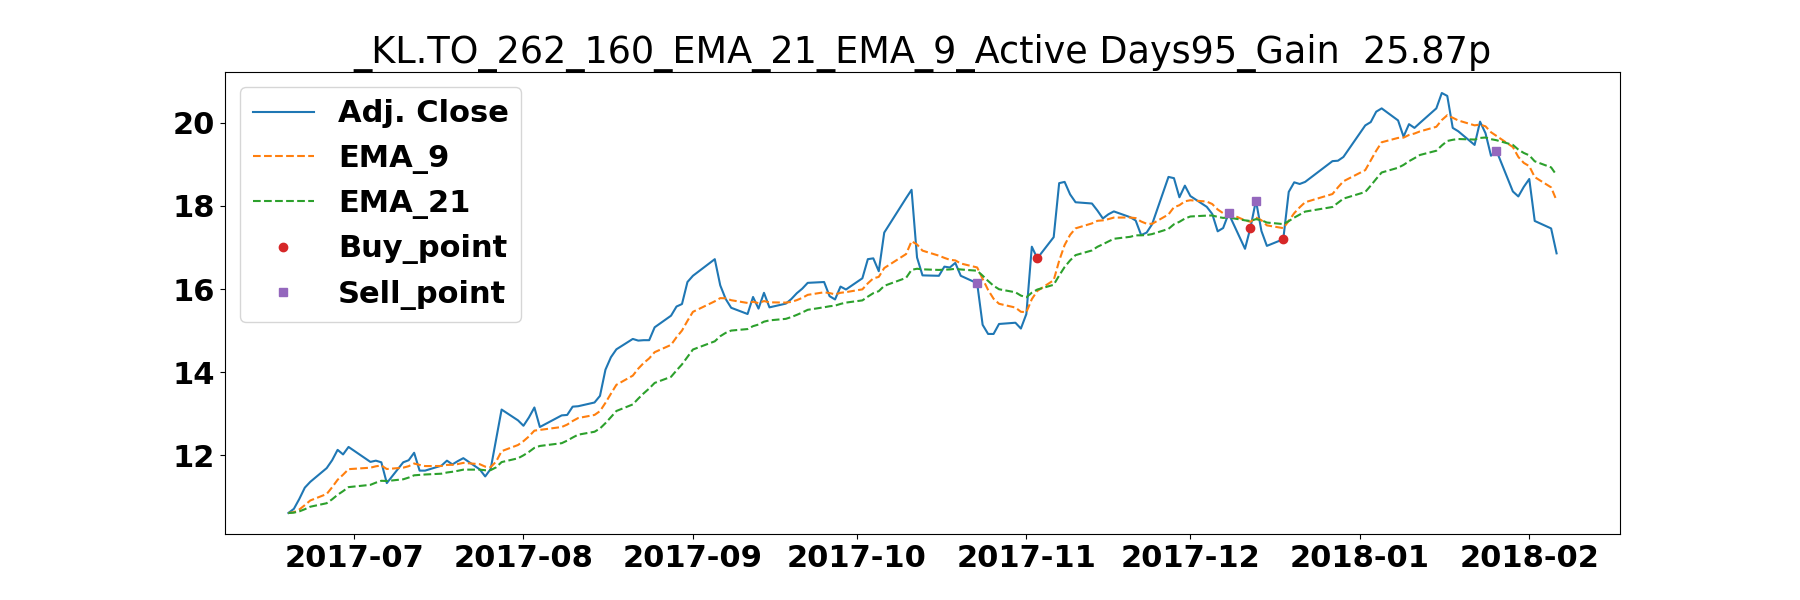 _KL.TO_262_160_EMA_21_EMA_9_Active Days95_Gain  25.87p
Adj. Close
EMA_9
EMA_21
Buy_point
Sell_point
20
18
16
14
12
2017-07 2017-08 2017-09 2017-10 2017-11 2017-12 2018-01 2018-02